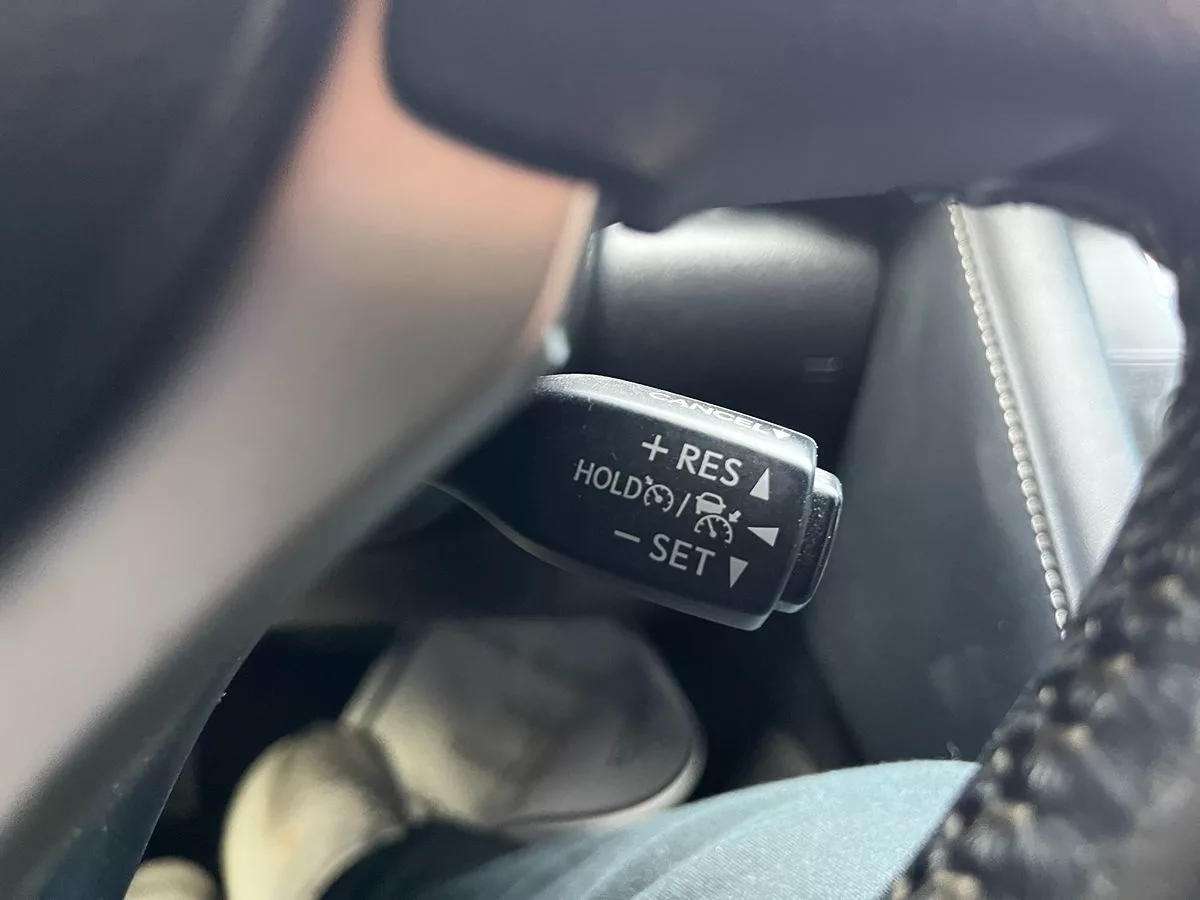 CANCEL▼
+ RES ▲
HOLD / ◀
− SET ▼